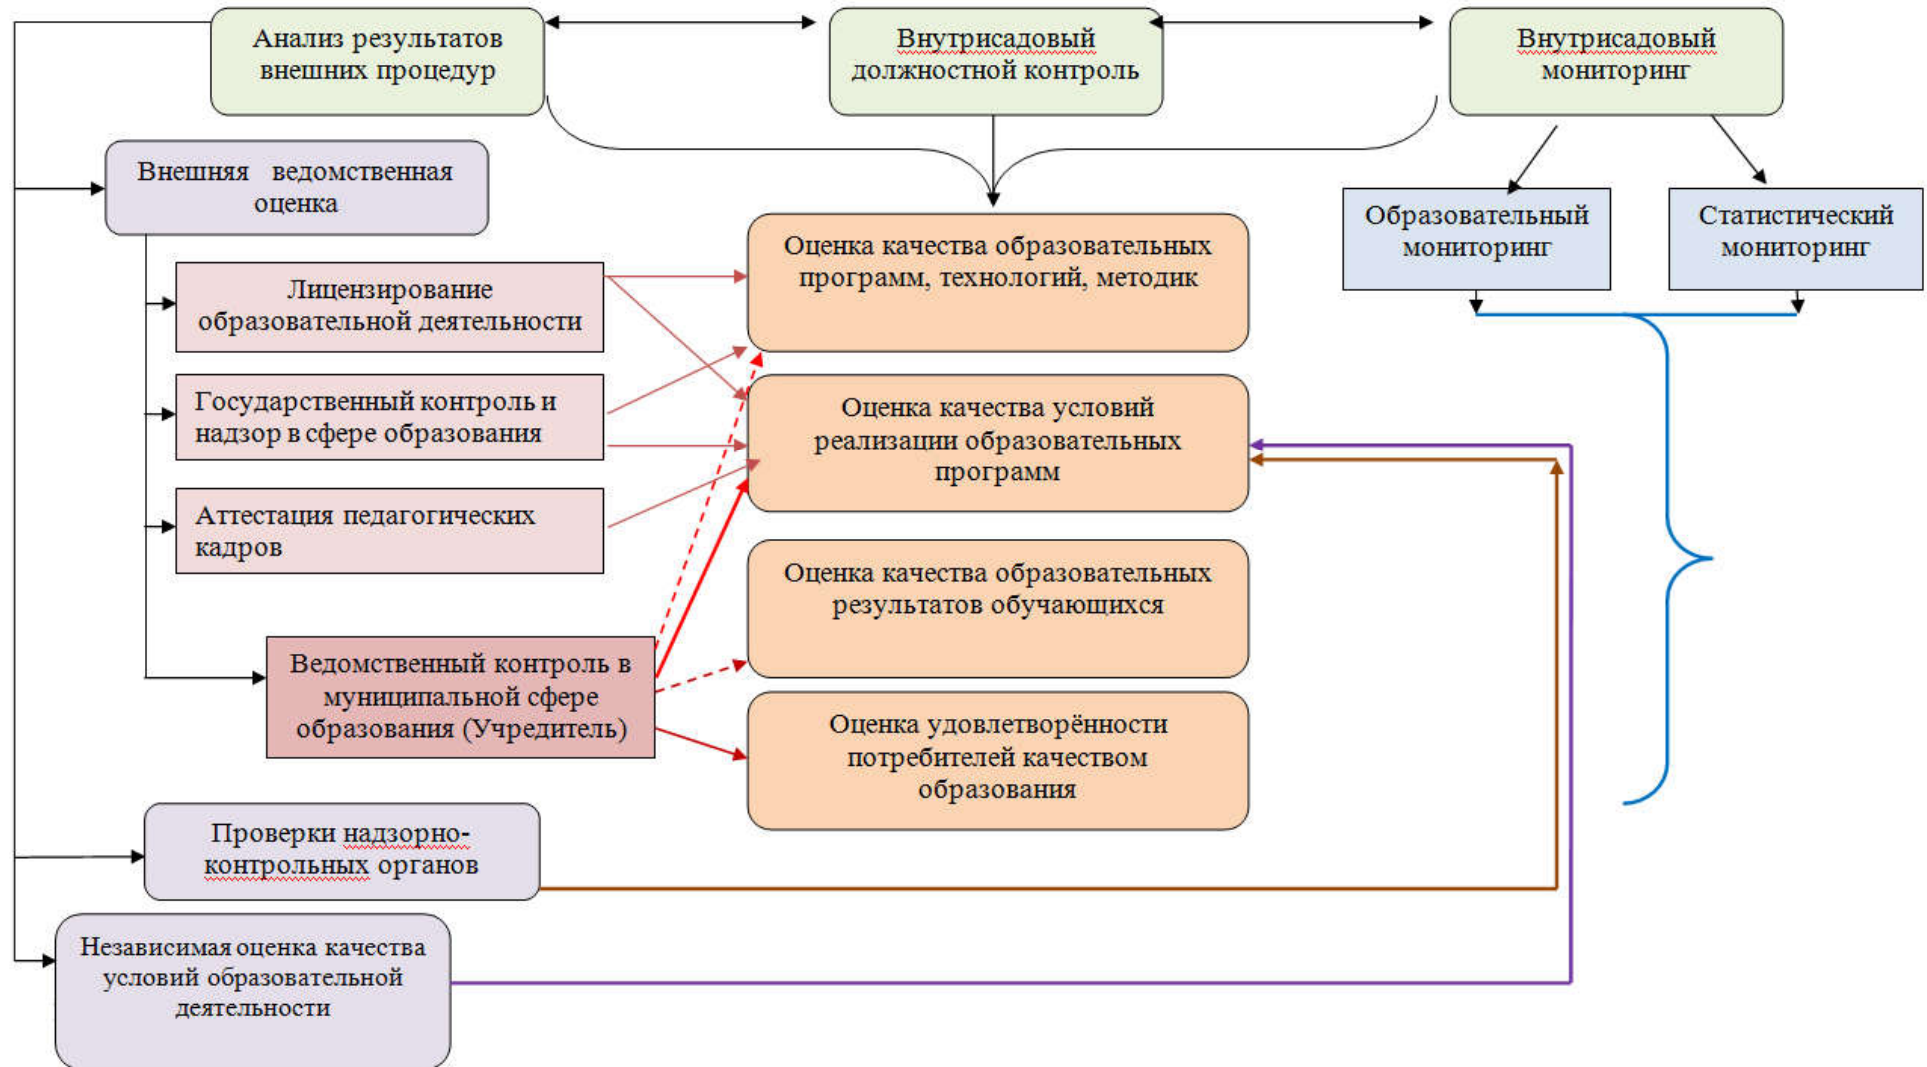 Анализ результатов
внешних процедур
Внутрисадовый
должностной контроль
Внутрисадовый
мониторинг
Внешняя ведомственная
оценка
Образовательный
мониторинг
Статистический
мониторинг
Оценка качества образовательных
программ, технологий, методик
Лицензирование
образовательной деятельности
Государственный контроль и
надзор в сфере образования
Оценка качества условий
реализации образовательных
программ
Аттестация педагогических
кадров
Оценка качества образовательных
результатов обучающихся
Ведомственный контроль в
муниципальной сфере
образования (Учредитель)
Оценка удовлетворённости
потребителей качеством
образования
Проверки надзорно-
контрольных органов
Независимая оценка качества
условий образовательной
деятельности